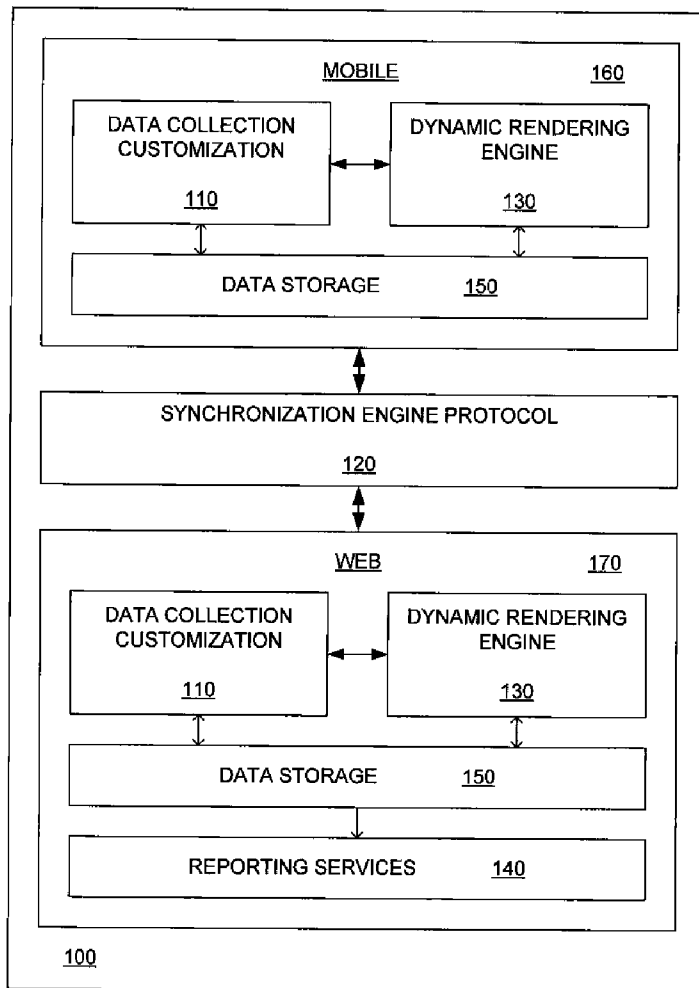 MOBILE 160
DATA COLLECTION
CUSTOMIZATION
110
DYNAMIC RENDERING
ENGINE
130
DATA STORAGE 150
SYNCHRONIZATION ENGINE PROTOCOL
120
WEB 170
DATA COLLECTION
CUSTOMIZATION
110
DYNAMIC RENDERING
ENGINE
130
DATA STORAGE 150
REPORTING SERVICES 140
100